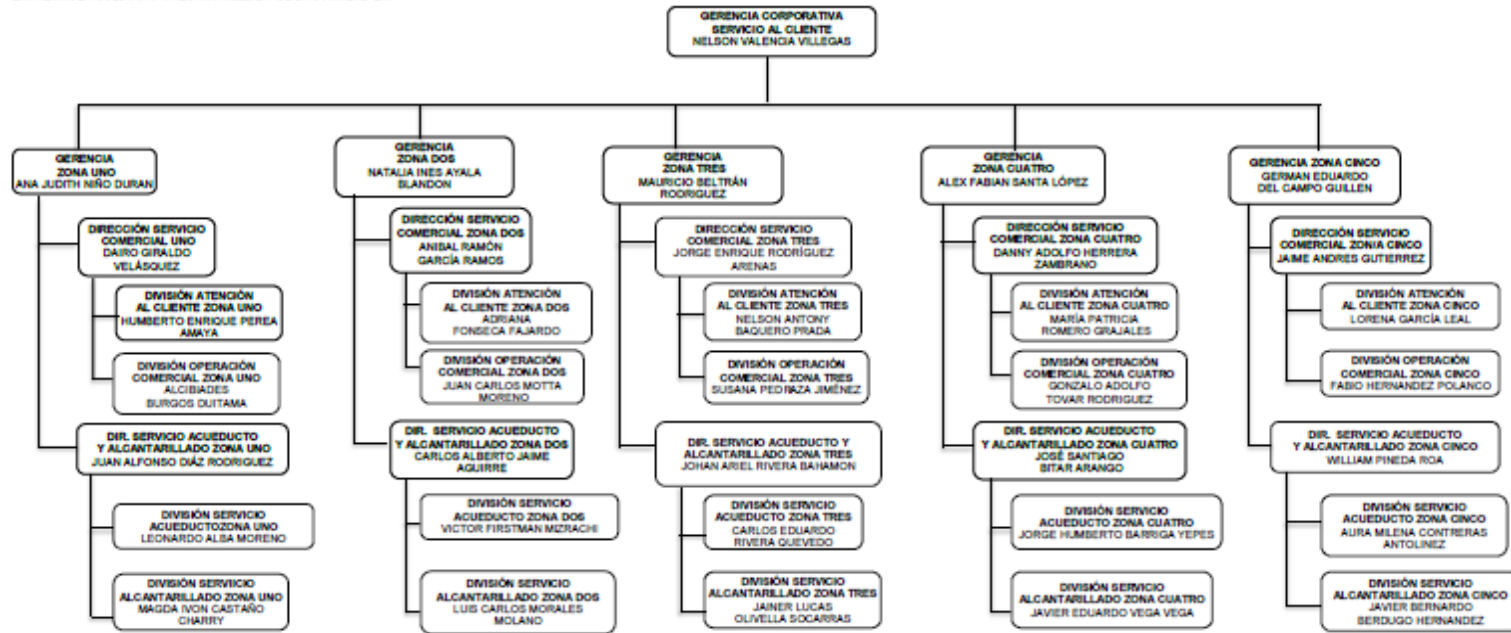 GERENCIA CORPORATIVA
SERVICIO AL CLIENTE
NELSON VALENCIA VILLEGAS
GERENCIA
ZONA UNO
ANA JUDITH NIÑO DURAN
DIRECCIÓN SERVICIO
COMERCIAL UNO
DAIRO GIRALDO
VELÁSQUEZ
DIVISIÓN ATENCIÓN
AL CLIENTE ZONA UNO
HUMBERTO ENRIQUE PEREA
AMAYA
DIVISIÓN OPERACIÓN
COMERCIAL ZONA UNO
ALCIBIADES
BURGOS DUITAMA
DIR. SERVICIO ACUEDUCTO
Y ALCANTARILLADO ZONA UNO
JUAN ALFONSO DIÁZ RODRIGUEZ
DIVISIÓN SERVICIO
ACUEDUCTOZONA UNO
LEONARDO ALBA MORENO
DIVISIÓN SERVIICIO
ALCANTARILLADO ZONA UNO
MAGDA IVON CASTAÑO
CHARRY
GERENCIA
ZONA DOS
NATALIA INES AYALA
BLANDON
DIRECCIÓN SERVICIO
COMERCIAL ZONA DOS
ANIBAL RAMÓN
GARCÍA RAMOS
DIVISIÓN ATENCIÓN
AL CLIENTE ZONA DOS
ADRIANA
FONSECA FAJARDO
DIVISIÓN OPERACIÓN
COMERCIAL ZONA DOS
JUAN CARLOS MOTTA
MORENO
DIR. SERVICIO ACUEDUCTO
Y ALCANTARILLADO ZONA DOS
CARLOS ALBERTO JAIME
AGUIRRE
DIVISIÓN SERVICIO
ACUEDUCTO ZONA DOS
VICTOR FIRSTMAN MIZRACHI
DIVISIÓN SERVICIO
ALCANTARILLADO ZONA DOS
LUIS CARLOS MORALES
MOLANO
GERENCIA
ZONA TRES
MAURICIO BELTRÁN
RODRIGUEZ
DIRECCIÓN SERVICIO
COMERCIAL ZONA TRES
JORGE ENRIQUE RODRÍGUEZ
ARENAS
DIVISIÓN ATENCIÓN
AL CLIENTE ZONA TRES
NELSON ANTONY
BAQUERO PRADA
DIVISIÓN OPERACIÓN
COMERCIAL ZONA TRES
SUSANA PEDRAZA JIMÉNEZ
DIR. SERVICIO ACUEDUCTO Y
ALCANTARILLADO ZONA TRES
JOHAN ARIEL RIVERA BAHAMON
DIVISIÓN SERVICIO
ACUEDUCTO ZONA TRES
CARLOS EDUARDO
RIVERA QUEVEDO
DIVISIÓN SERVICIO
ALCANTARILLADO ZONA TRES
JAINER LUCAS
OLIVELLA SOCARRAS
GERENCIA
ZONA CUATRO
ALEX FABIAN SANTA LÓPEZ
DIRECCIÓN SERVICIO
COMERCIAL ZONA CUATRO
DANNY ADOLFO HERRERA
ZAMBRANO
DIVISIÓN ATENCIÓN
AL CLIENTE ZONA CUATRO
MARÍA PATRICIA
ROMERO GRAJALES
DIVISIÓN OPERACIÓN
COMERCIAL ZONA CUATRO
GONZALO ADOLFO
TOVAR RODRIGUEZ
DIR. SERVICIO ACUEDUCTO
Y ALCANTARILLADO ZONA CUATRO
JOSÉ SANTIAGO
BITAR ARANGO
DIVISIÓN SERVICIO
ACUEDUCTO ZONA CUATRO
JORGE HUMBERTO BARRIGA YEPES
DIVISIÓN SERVICIO
ALCANTARILLADO ZONA CUATRO
JAVIER EDUARDO VEGA VEGA
GERENCIA ZONA CINCO
GERMAN EDUARDO
DEL CAMPO GUILLEN
DIRECCIÓN SERVICIO
COMERCIAL ZONIA CINCO
JAIME ANDRES GUTIERREZ
DIVISIÓN ATENCIÓN
AL CLIENTE ZONA CINCO
LORENA GARCÍA LEAL
DIVISIÓN OPERACIÓN
COMERCIAL ZONA CINCO
FABIO HERNANDEZ POLANCO
DIR. SERVICIO ACUEDUCTO
Y ALCANTARILLADO ZONA CINCO
WILLIAM PINEDA ROA
DIVISIÓN SERVICIO
ACUEDUCTO ZONA CINCO
AURA MILENA CONTRERAS
ANTOLINEZ
DIVISIÓN SERVICIO
ALCANTARILLADO ZONA CINCO
JAVIER BERNARDO
BERDUGO HERNANDEZ